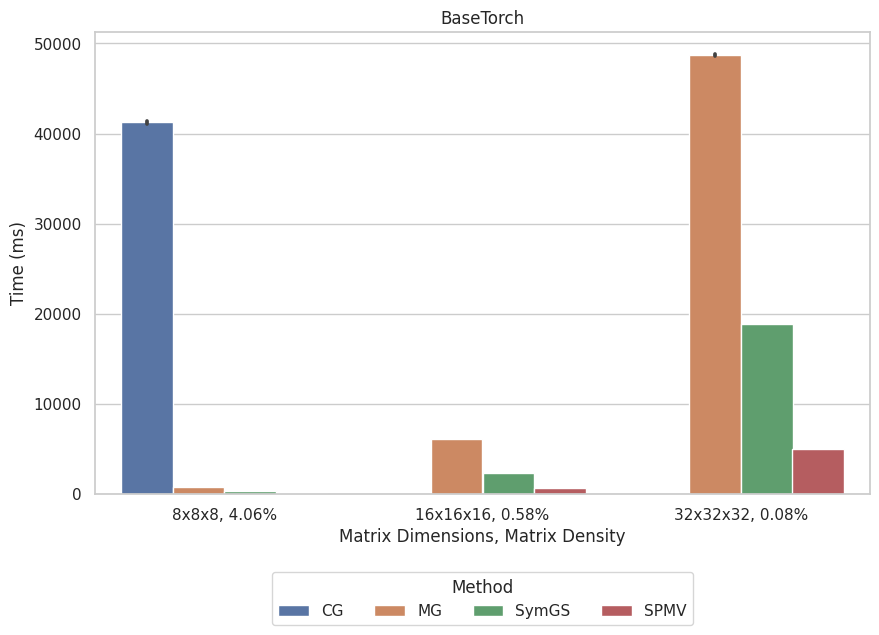 BaseTorch
50000
40000
30000
20000
10000
0
Time (ms)
8x8x8, 4.06% 16x16x16, 0.58% 32x32x32, 0.08%
Matrix Dimensions, Matrix Density
Method
CG MG SymGS SPMV